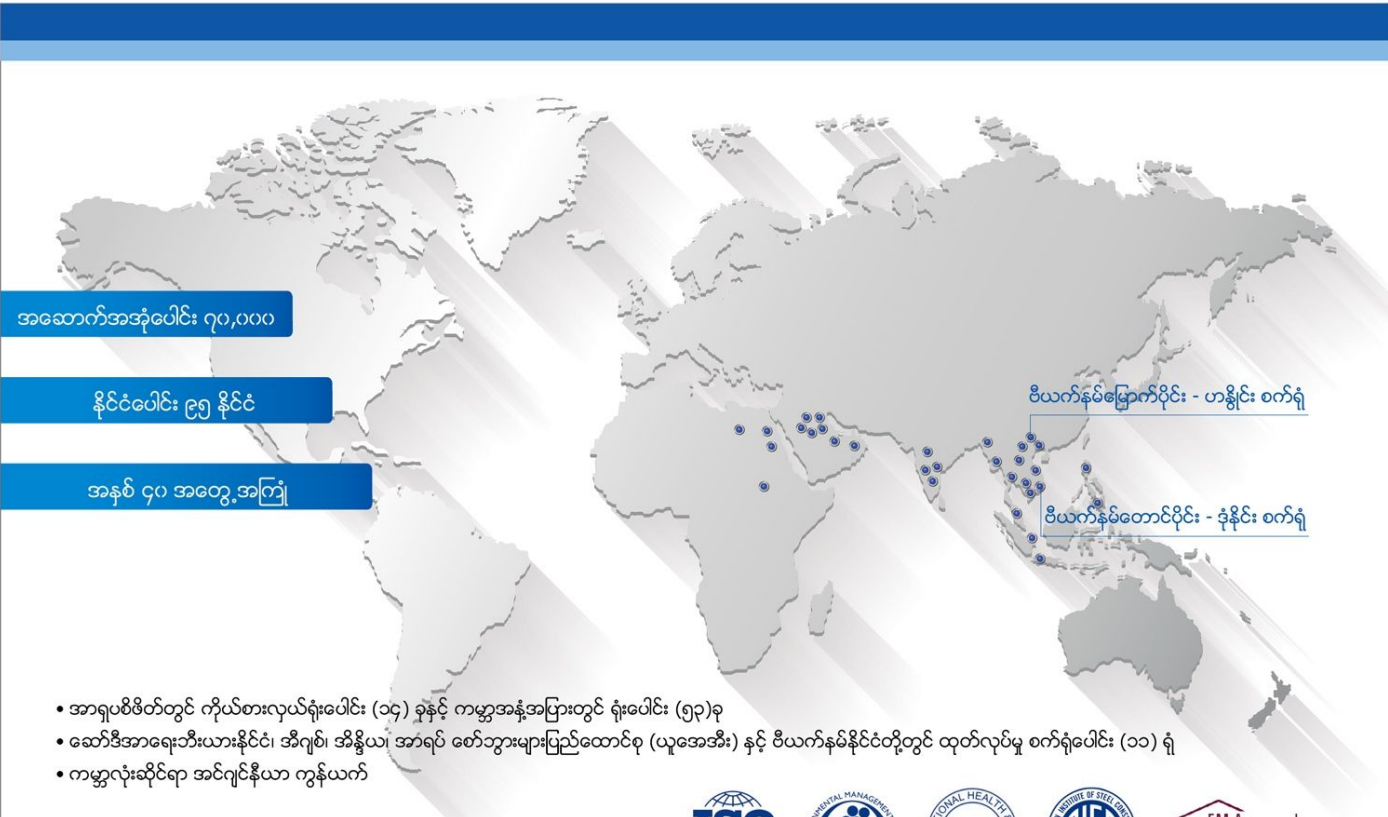 အဆောက်အအုံပေါင်း ၇၀,၀၀၀
နိုင်ငံပေါင်း ၉၅ နိုင်ငံ
အနှစ် ၄၀ အတွေ့အကြုံ
ဗီယက်နမ်မြောက်ပိုင်း - ဟနွိုင်း စက်ရုံ
ဗီယက်နမ်တောင်ပိုင်း - ဒုံနိုင်း စက်ရုံ
• အာရှပစိဖိတ်တွင် ကိုယ်စားလှယ်ရုံးပေါင်း (၁၄) ခုနှင့် ကမ္ဘာအနှံ့အပြားတွင် ရုံးပေါင်း (၅၃)ခု
• ဆော်ဒီအာရေးဘီးယားနိုင်ငံ၊ အီဂျစ်၊ အိန္ဒိယ၊ အာရပ် စော်ဘွားများပြည်ထောင်စု (ယူအေအီး) နှင့် ဗီယက်နမ်နိုင်ငံတို့တွင် ထုတ်လုပ်မှု စက်ရုံပေါင်း (၁၁) ရုံ
• ကမ္ဘာလုံးဆိုင်ရာ အင်ဂျင်နီယာ ကွန်ယက်
INSTITUTE OF STEEL